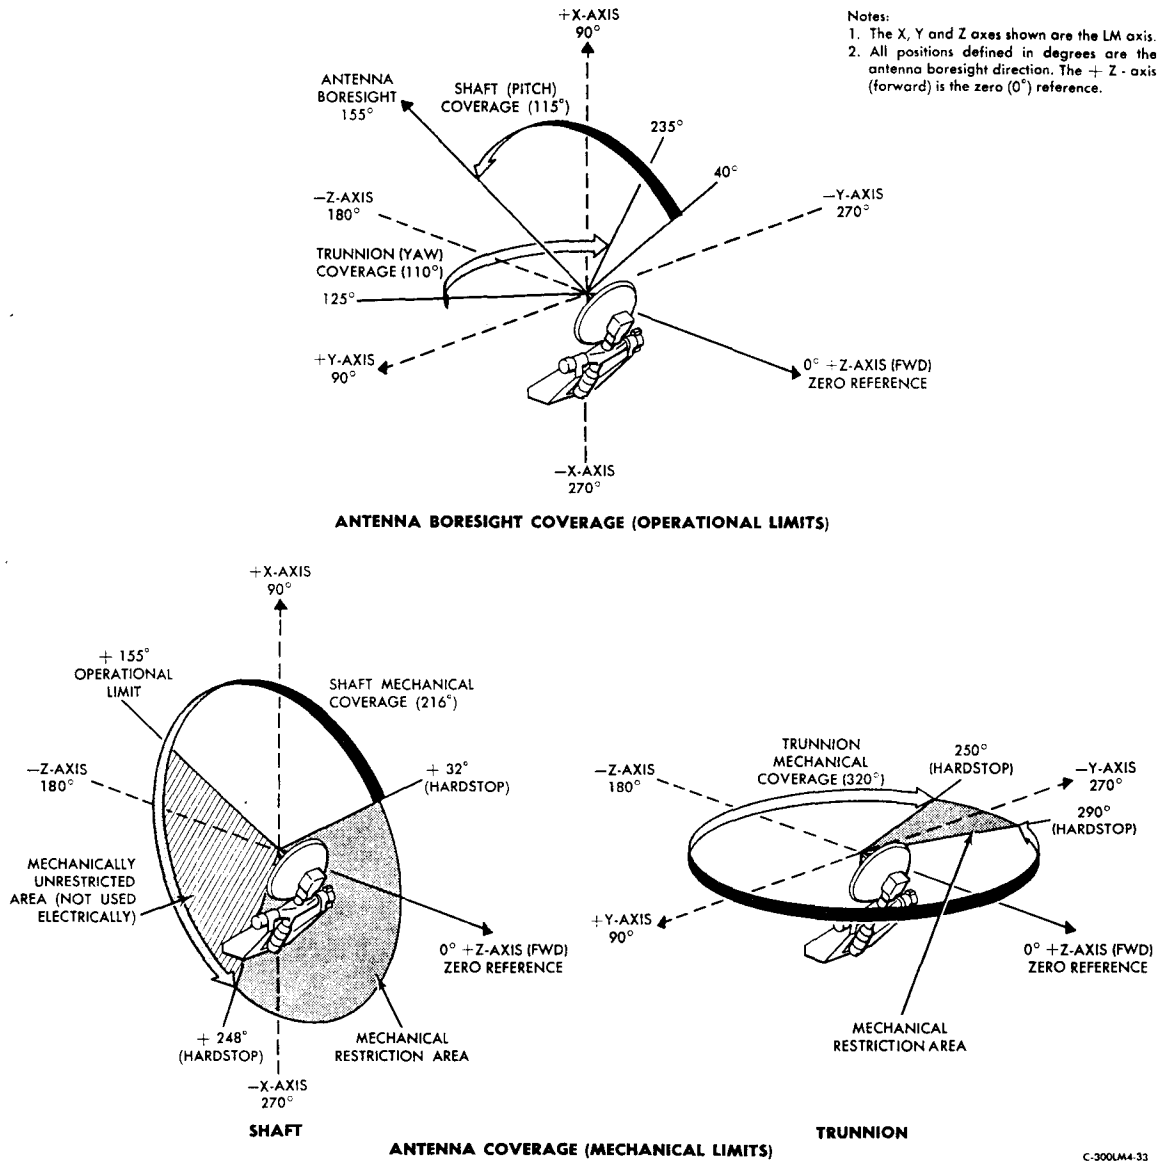 +X-AXIS
90°
Notes:
1. The X, Y and Z axes shown are the LM axis.
2. All positions defined in degrees are the
antenna boresight direction. The + Z - axis
(forward) is the zero (0°) reference.
ANTENNA
BORESIGHT
155°
SHAFT (PITCH)
COVERAGE (115°)
235°
40°
—Z-AXIS
180°
—Y-AXIS
270°
TRUNNION (YAW)
COVERAGE (110°)
125°
+Y-AXIS
90°
0° +Z-AXIS (FWD)
ZERO REFERENCE
—X-AXIS
270°
ANTENNA BORESIGHT COVERAGE (OPERATIONAL LIMITS)
+X-AXIS
90°
+ 155°
OPERATIONAL
LIMIT
SHAFT MECHANICAL
COVERAGE (216°)
—Z-AXIS
180°
+ 32°
(HARDSTOP)
MECHANICALLY
UNRESTRICTED
AREA (NOT USED
ELECTRICALLY)
0° +Z-AXIS (FWD)
ZERO REFERENCE
+ 248°
(HARDSTOP)
MECHANICAL
RESTRICTION AREA
—X-AXIS
270°
SHAFT
TRUNNION
MECHANICAL
COVERAGE (320°)
250°
(HARDSTOP)
—Z-AXIS
180°
—Y-AXIS
270°
290°
(HARDSTOP)
+Y-AXIS
90°
0° +Z-AXIS (FWD)
ZERO REFERENCE
MECHANICAL
RESTRICTION AREA
TRUNNION
ANTENNA COVERAGE (MECHANICAL LIMITS)
C-300LM4-33